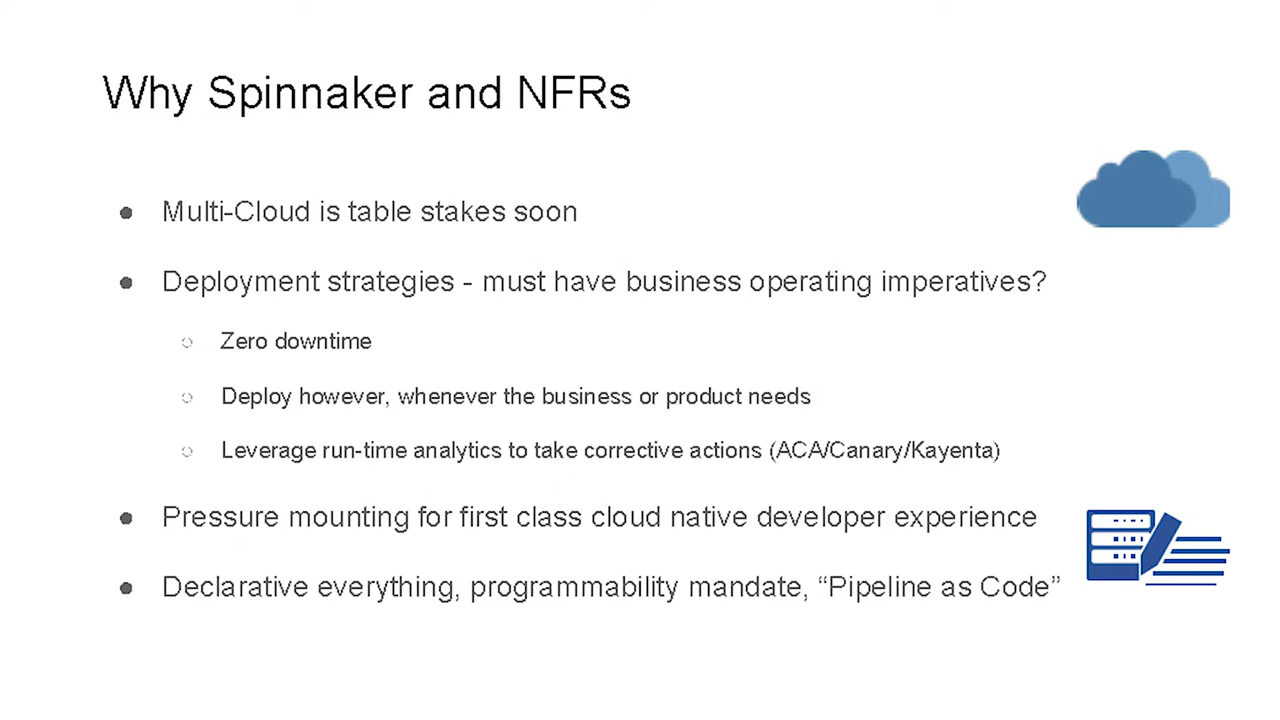 Why Spinnaker and NFRs
● Multi-Cloud is table stakes soon
● Deployment strategies - must have business operating imperatives?
○ Zero downtime
○ Deploy however, whenever the business or product needs
○ Leverage run-time analytics to take corrective actions (ACA/Canary/Kayenta)
● Pressure mounting for first class cloud native developer experience
● Declarative everything, programmability mandate, “Pipeline as Code”